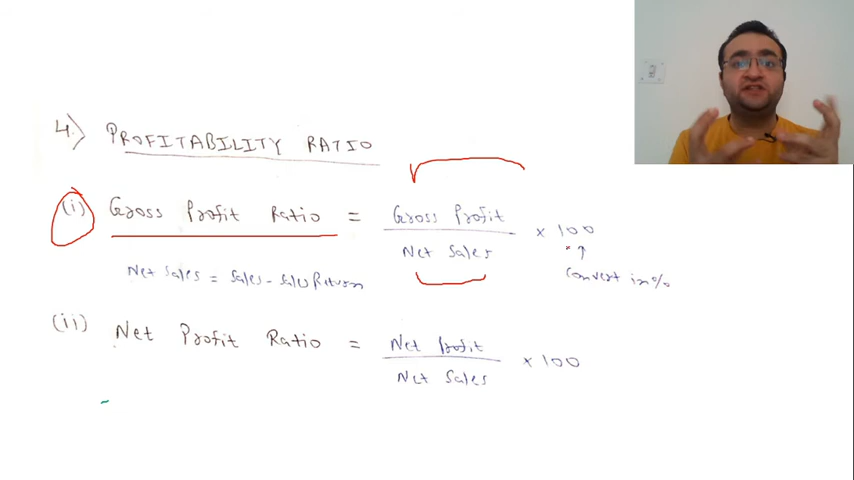 4.) PROFITABILITY RATIO
(i) Gross Profit Ratio = Gross Profit / Net Sales × 100
Net Sales = Sales - Sales Return
Convert in %
(ii) Net Profit Ratio = Net Profit / Net Sales × 100